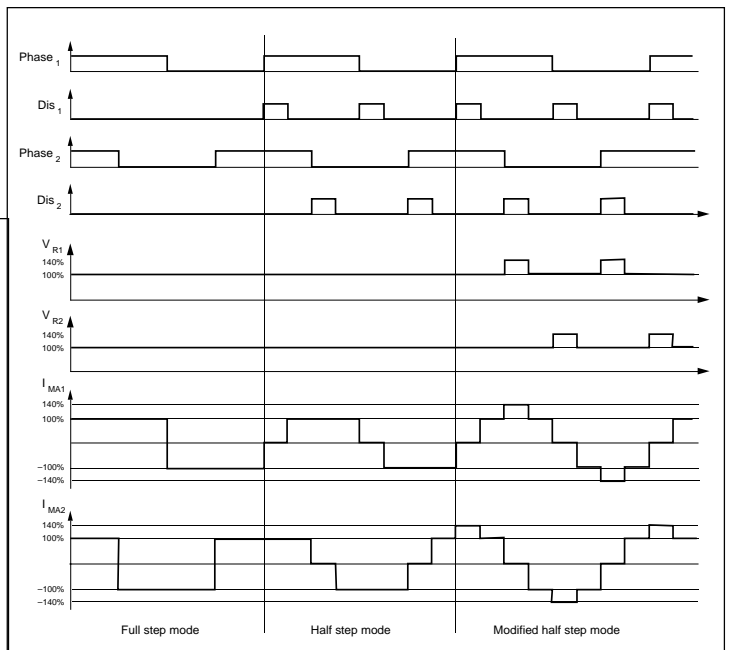 Phase 1
Dis 1
Phase 2
Dis 2
V R1
140%
100%
V R2
140%
100%
I MA1
140%
100%
–100%
–140%
I MA2
140%
100%
–100%
–140%
Full step mode
Half step mode
Modified half step mode